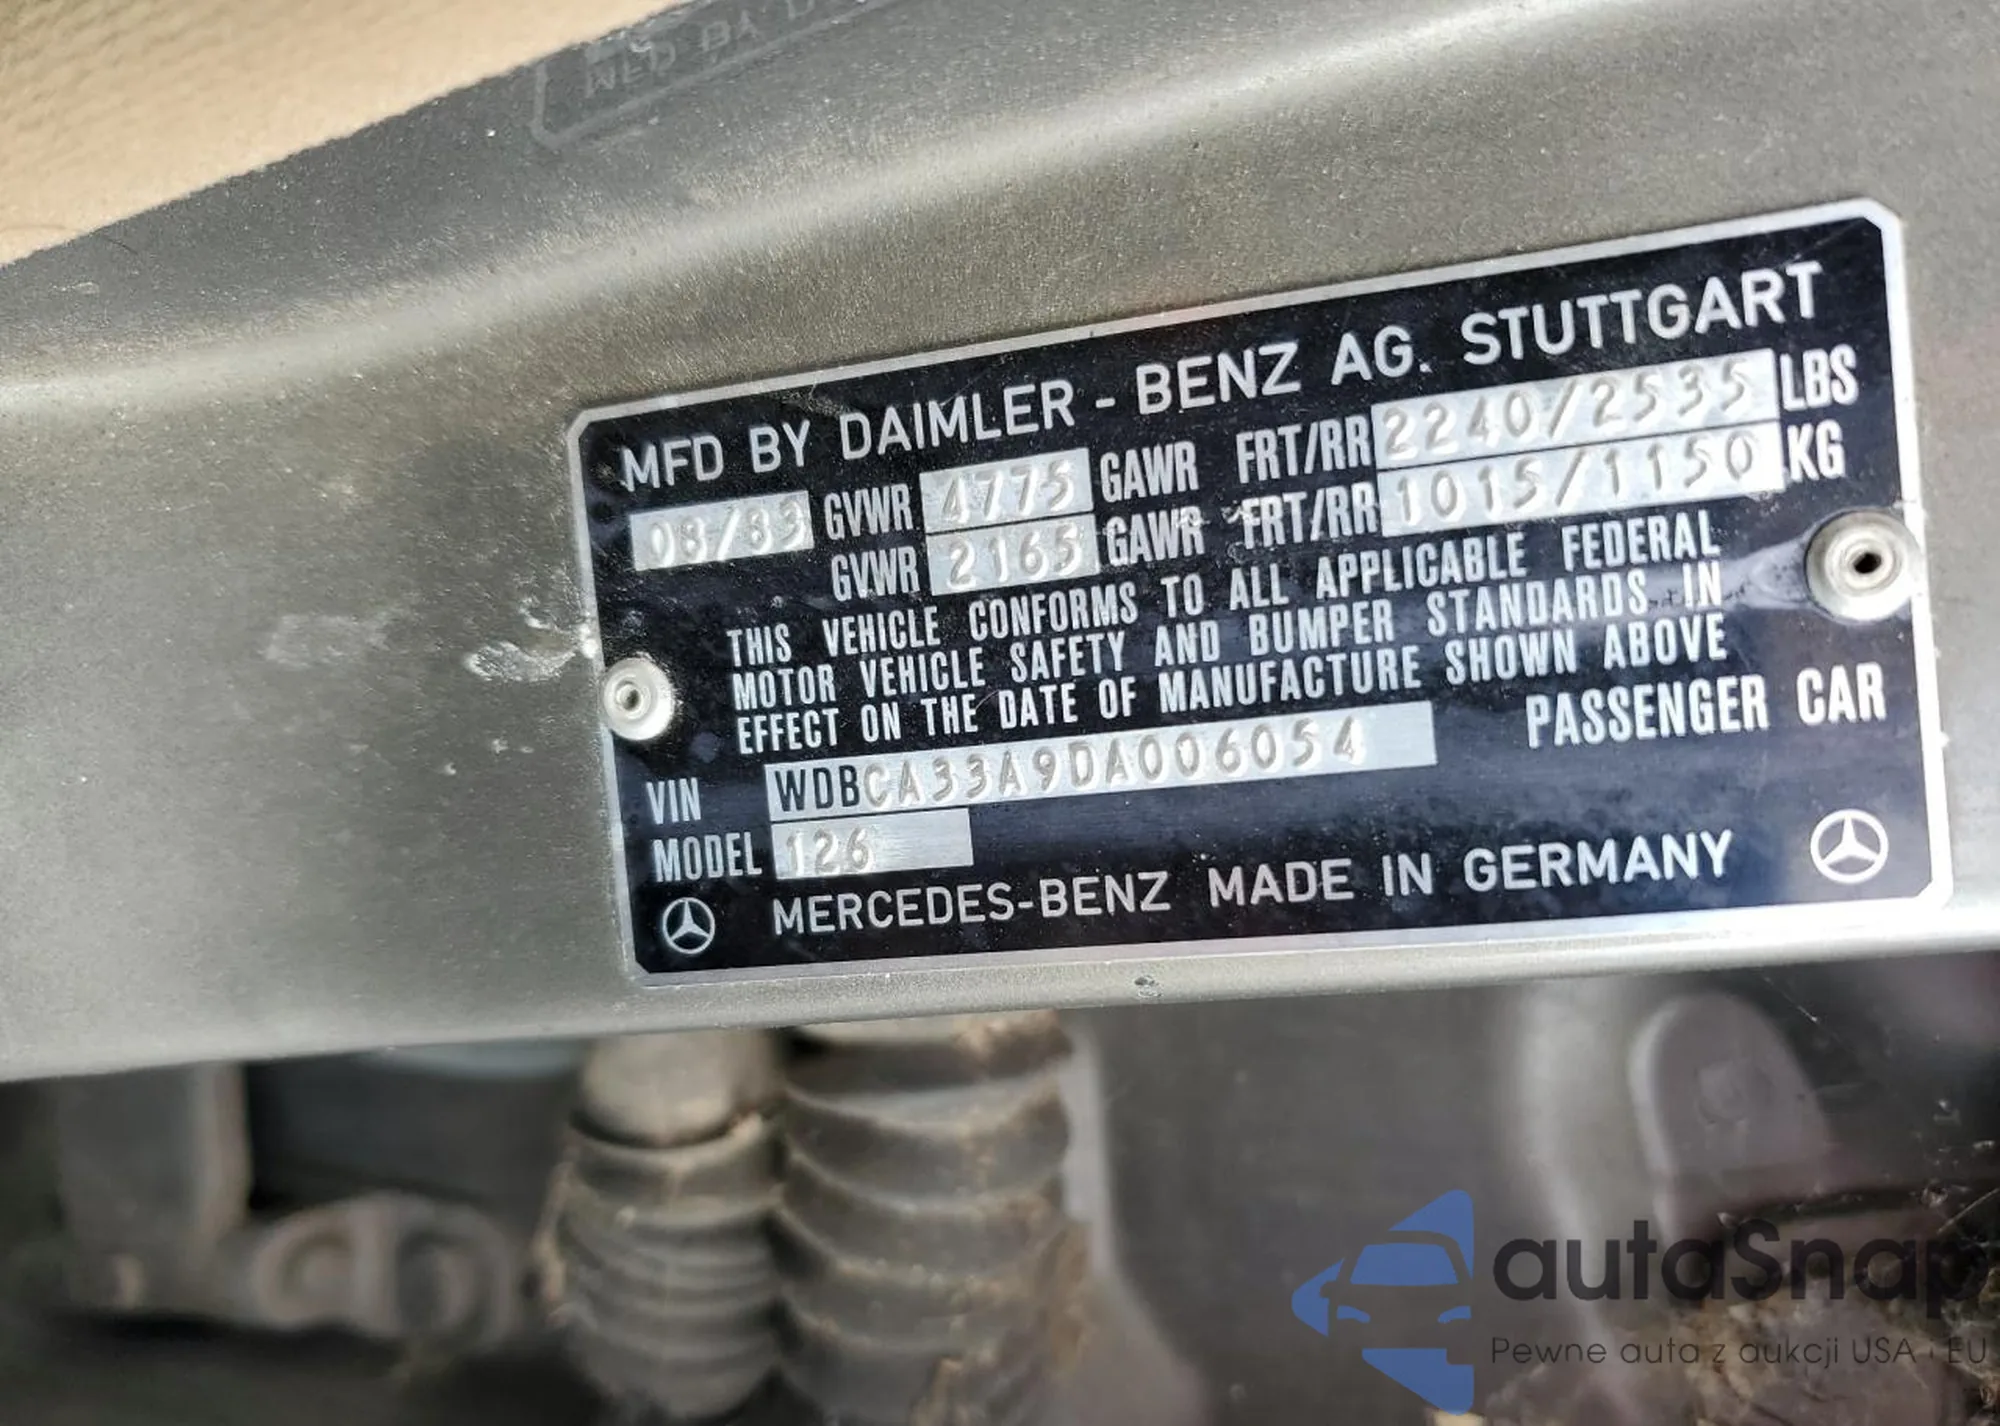 MFD BY D
MFD BY DAIMLER - BENZ AG. STUTTGART
08/83 GVWR 4775 GAWR FRT/RR 2240/2535 LBS
GVWR 2165 GAWR FRT/RR 1015/1150 KG
THIS VEHICLE CONFORMS TO ALL APPLICABLE FEDERAL
MOTOR VEHICLE SAFETY AND BUMPER STANDARDS IN
EFFECT ON THE DATE OF MANUFACTURE SHOWN ABOVE
VIN WDBCA33A9DA006054 PASSENGER CAR
MODEL 126
MERCEDES-BENZ MADE IN GERMANY
autaSnap
Pewne auta z aukcji USA i EU